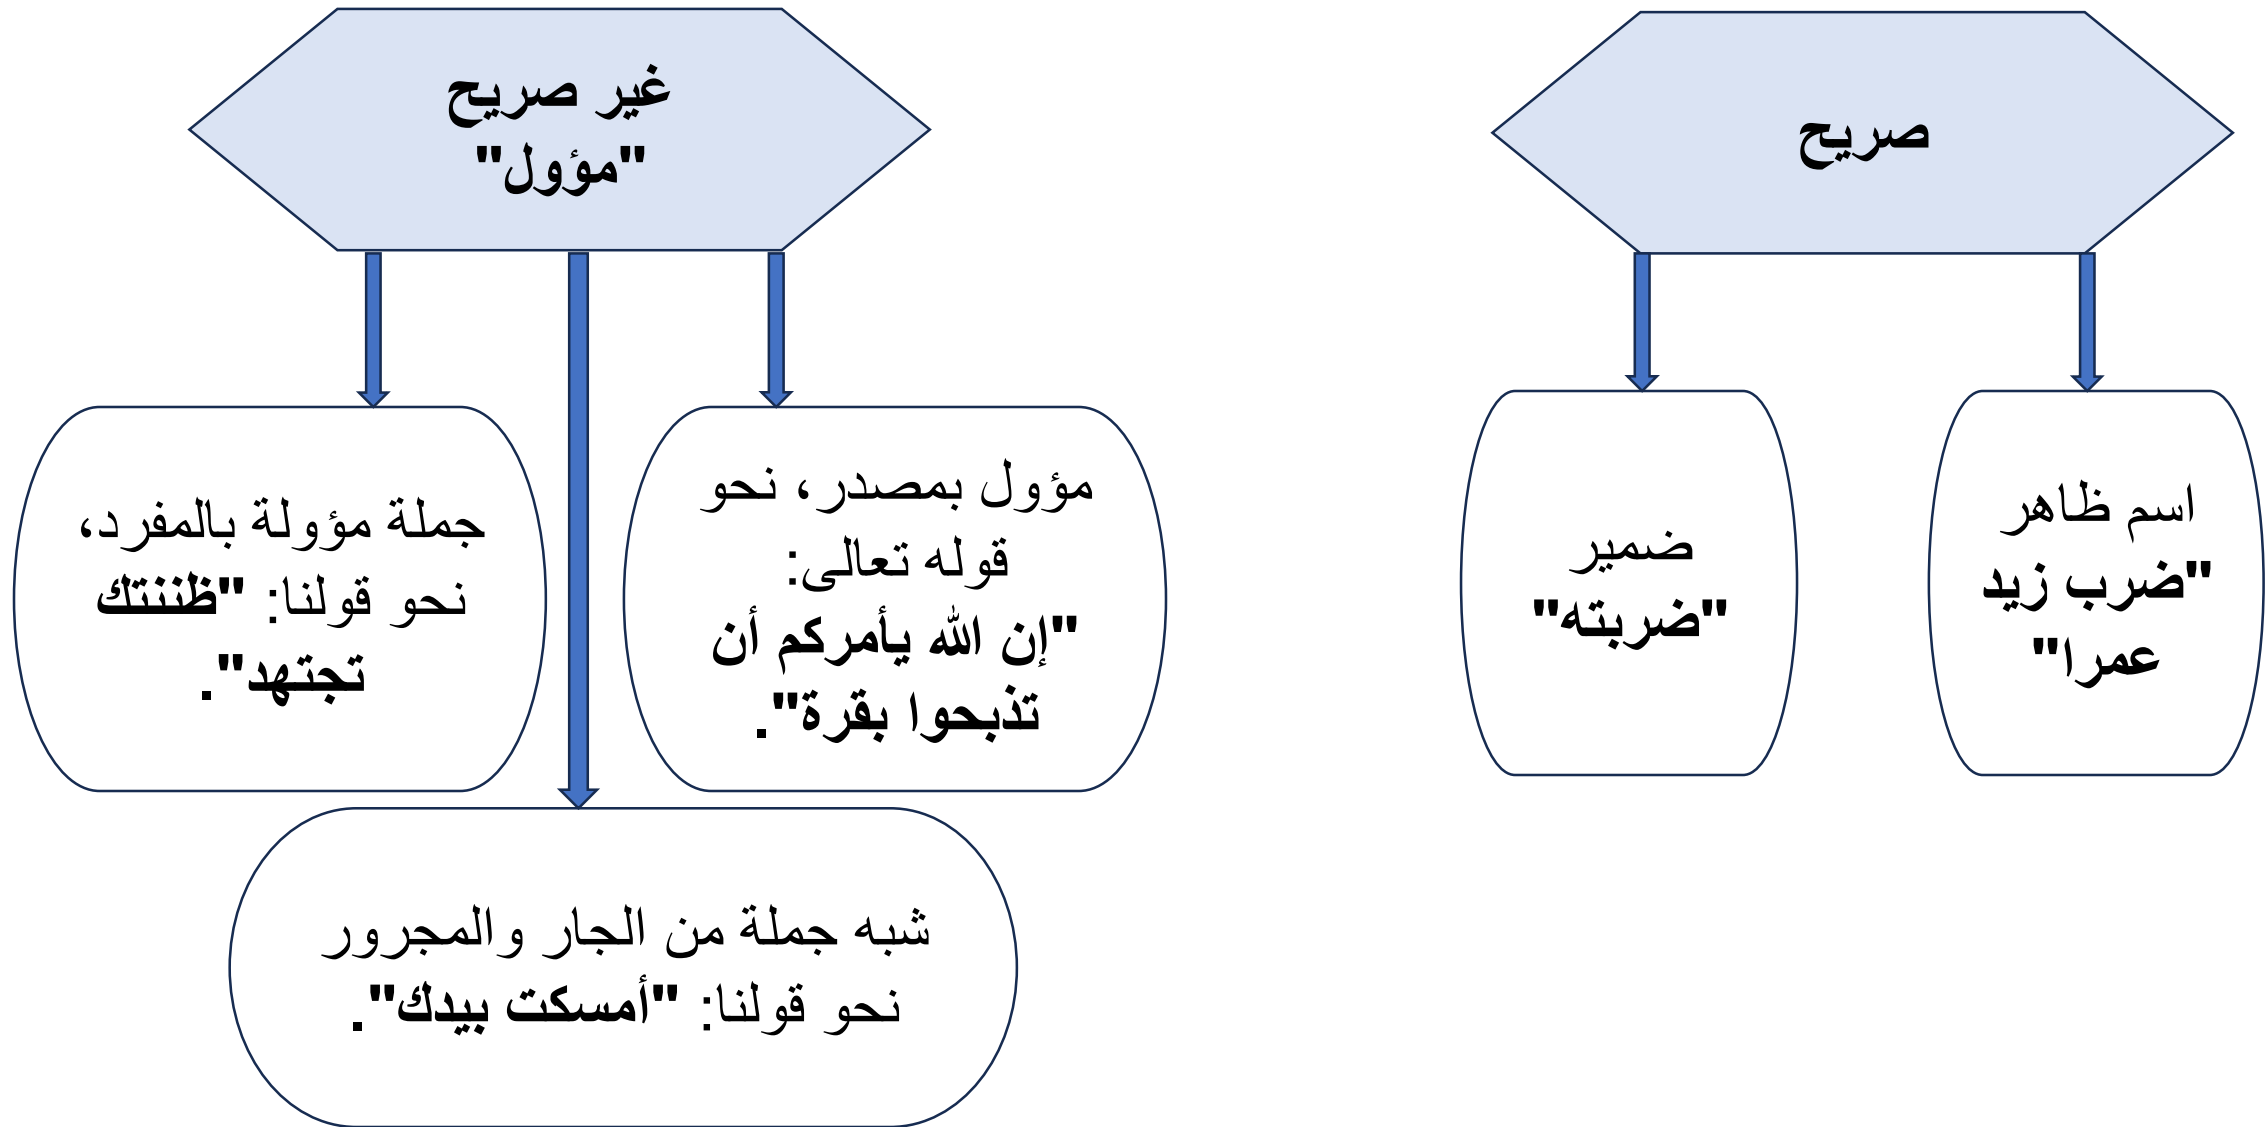 صريح
اسم ظاهر
"ضرب زيد
عمرا"
ضمير
"ضربته"
غير صريح
"مؤول"
مؤول بمصدر، نحو
قوله تعالى:
"إن الله يأمركم أن
تذبحوا بقرة".
جملة مؤولة بالمفرد،
نحو قولنا: "ظننتك
تجتهد".
شبه جملة من الجار والمجرور
نحو قولنا: "أمسكت بيدك".